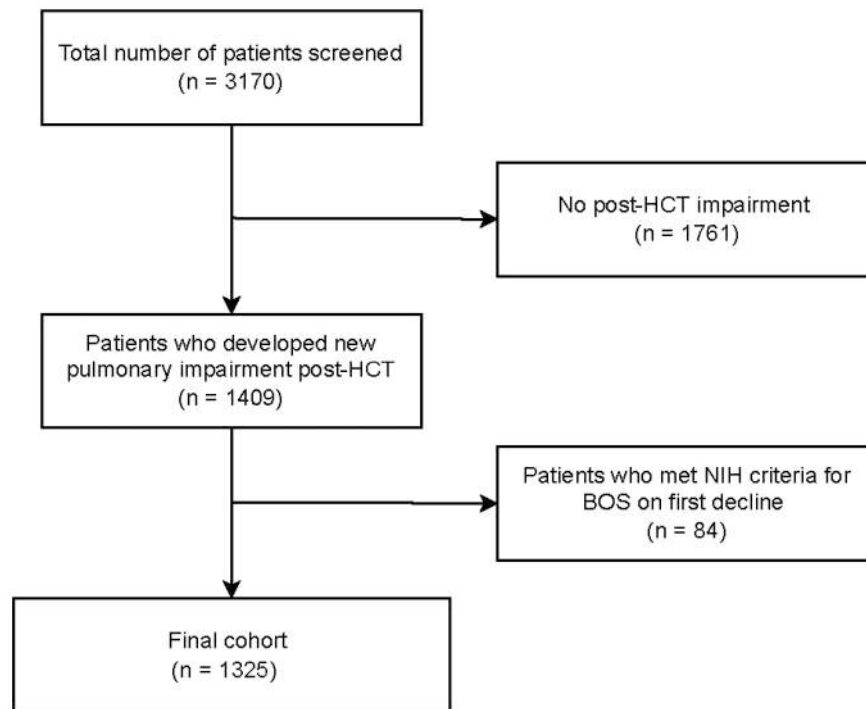 Total number of patients screened
(n = 3170)
No post-HCT impairment
(n = 1761)
Patients who developed new
pulmonary impairment post-HCT
(n = 1409)
Patients who met NIH criteria for
BOS on first decline
(n = 84)
Final cohort
(n = 1325)